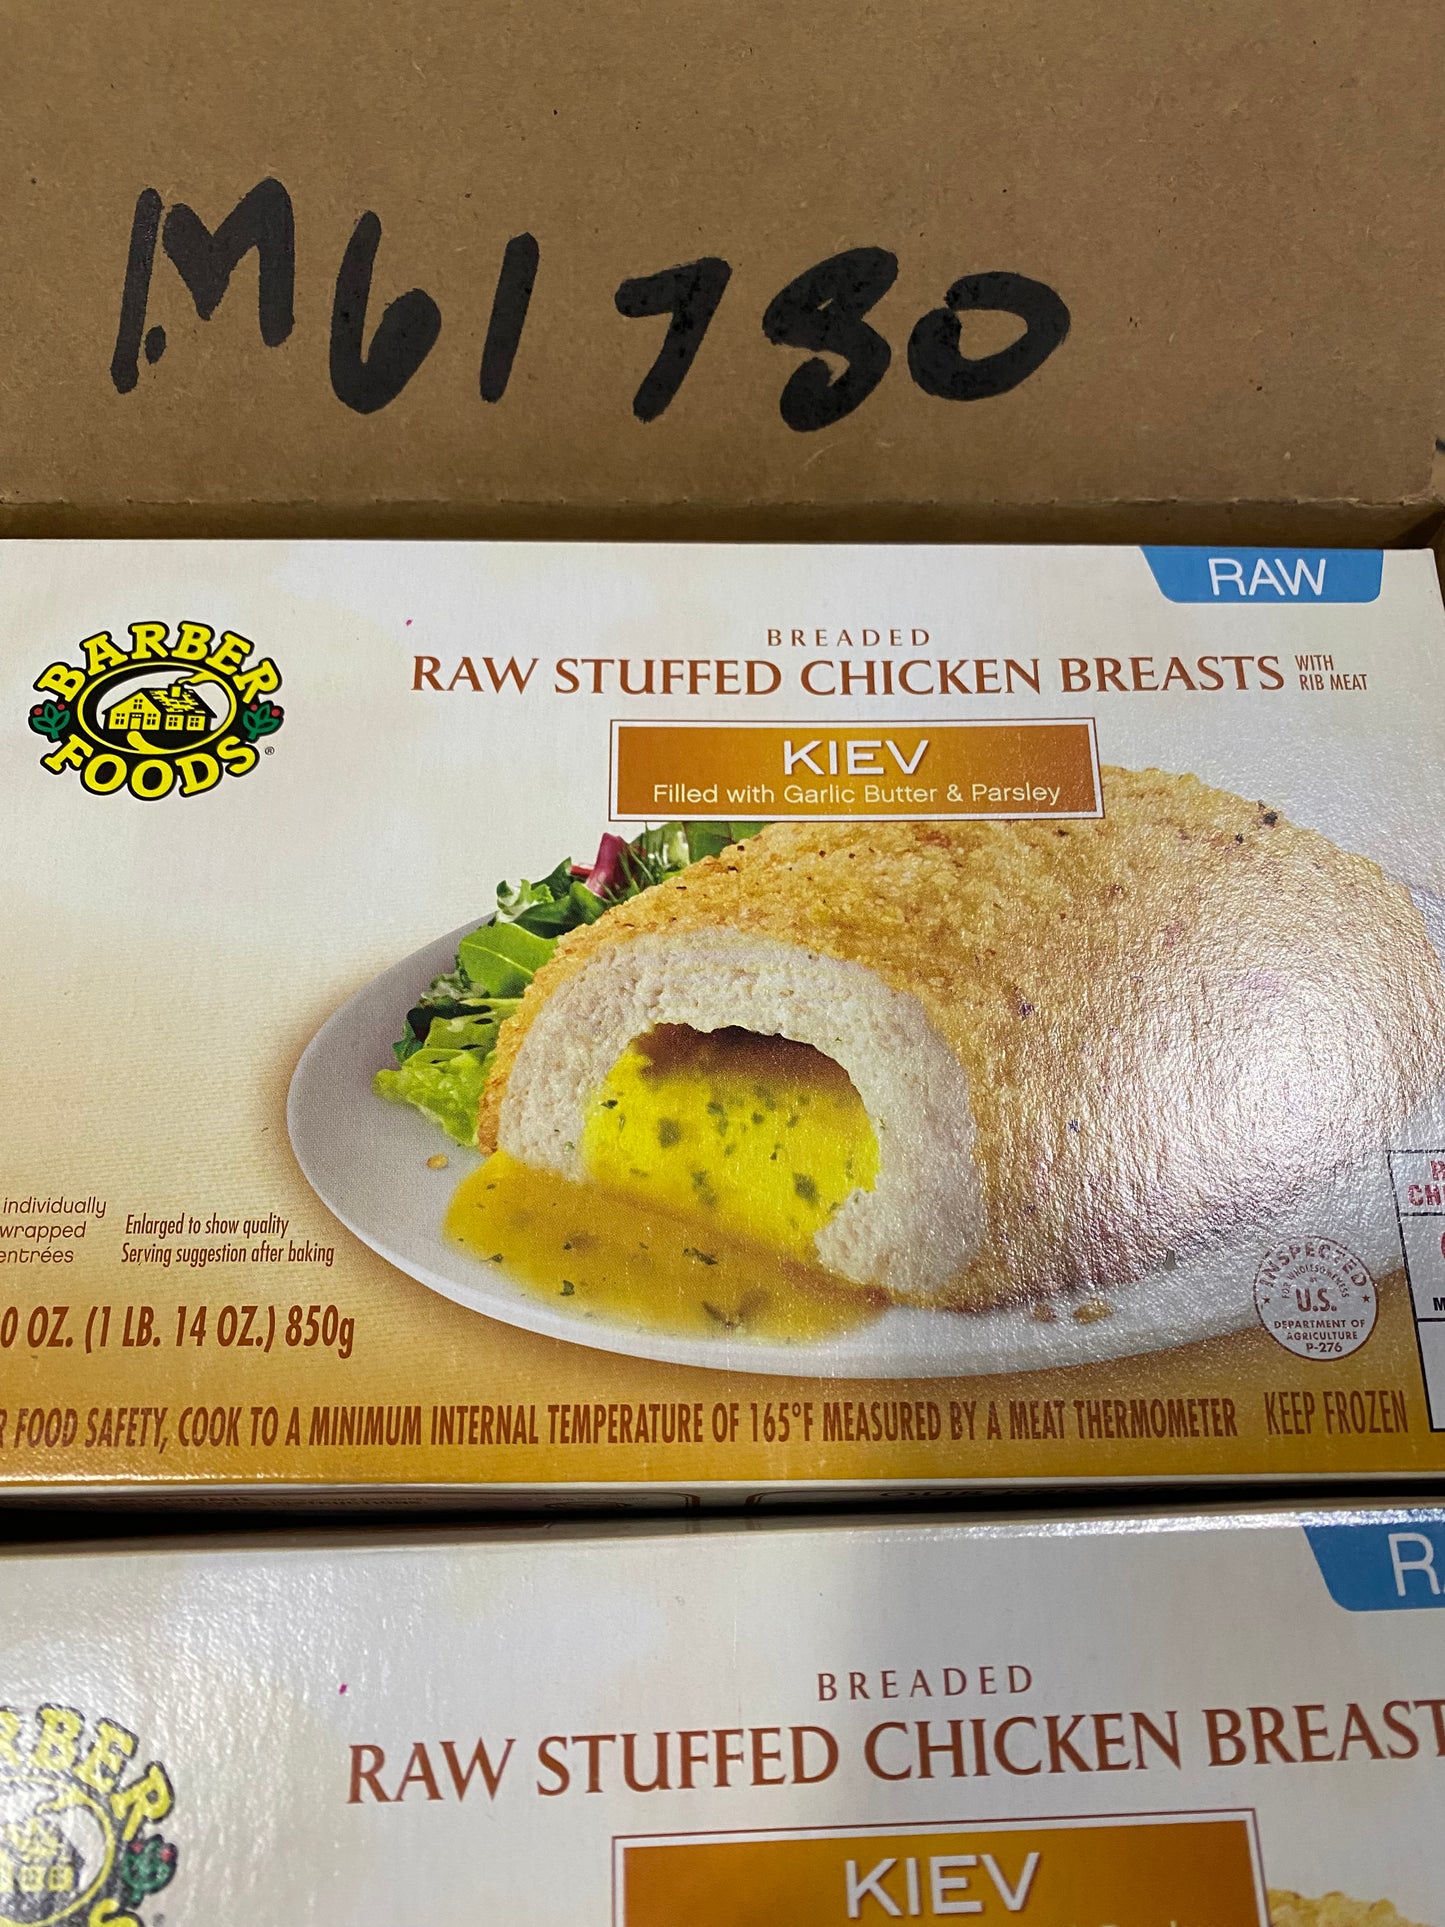 M61780
RAW
BARBER
FOODS®
BREADED
RAW STUFFED CHICKEN BREASTS WITH
RIB MEAT
KIEV
Filled with Garlic Butter & Parsley
individually
wrapped
entrées
Enlarged to show quality
Serving suggestion after baking
0 OZ. (1 LB. 14 OZ.) 850g
INSPECTED
FOR WHOLESOMENESS
BY
U.S.
DEPARTMENT OF
AGRICULTURE
P-276
FOOD SAFETY, COOK TO A MINIMUM INTERNAL TEMPERATURE OF 165°F MEASURED BY A MEAT THERMOMETER KEEP FROZEN
BREADED
RAW STUFFED CHICKEN BREAST
KIEV